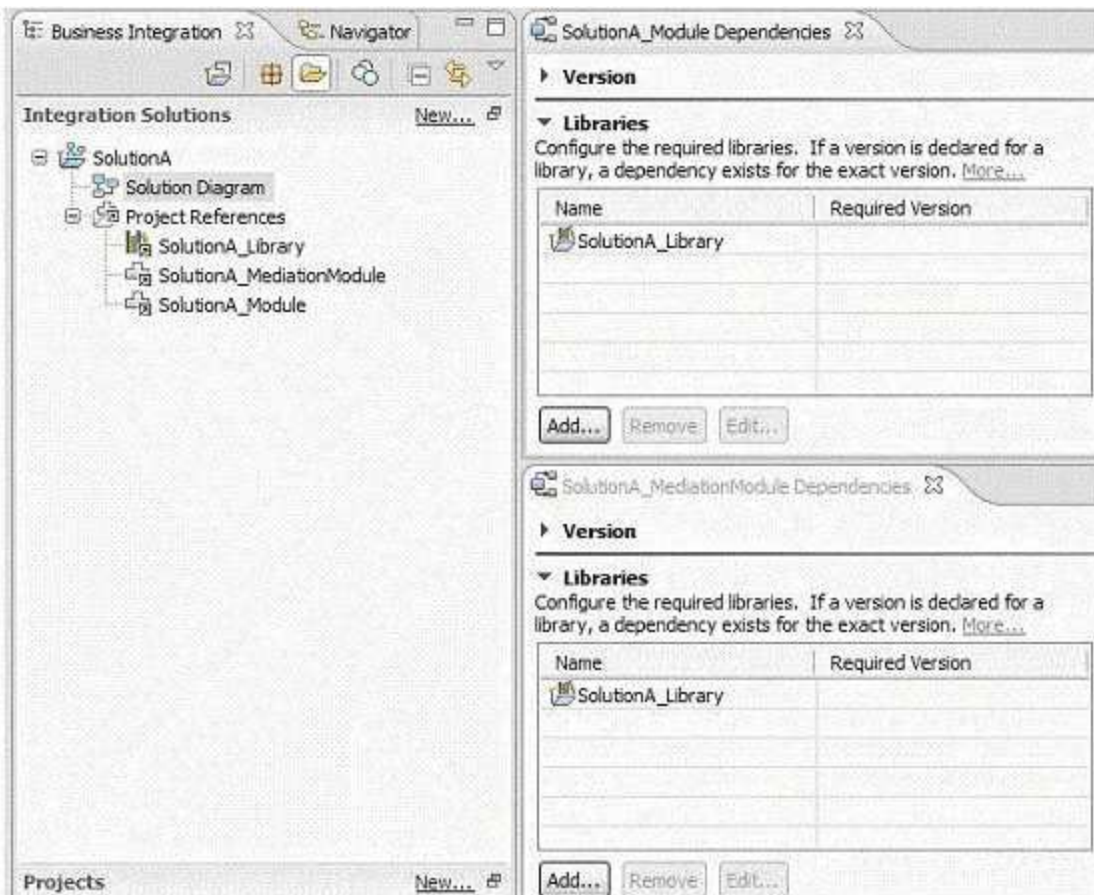 Business Integration
Navigator
Integration Solutions
New...
SolutionA
Solution Diagram
Project References
SolutionA_Library
SolutionA_MediationModule
SolutionA_Module
Projects
New...
SolutionA_Module Dependencies
Version
Libraries
Configure the required libraries. If a version is declared for a
library, a dependency exists for the exact version. More...
Name
Required Version
SolutionA_Library
Add...
Remove
Edit...
SolutionA_MediationModule Dependencies
Version
Libraries
Configure the required libraries. If a version is declared for a
library, a dependency exists for the exact version. More...
Name
Required Version
SolutionA_Library
Add...
Remove
Edit...